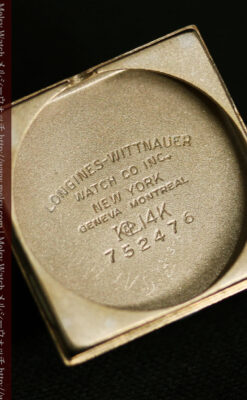 LONGINES-WITTNAUER
WATCH CO INC.
NEW YORK
GENEVA MONTREAL
14K
752476